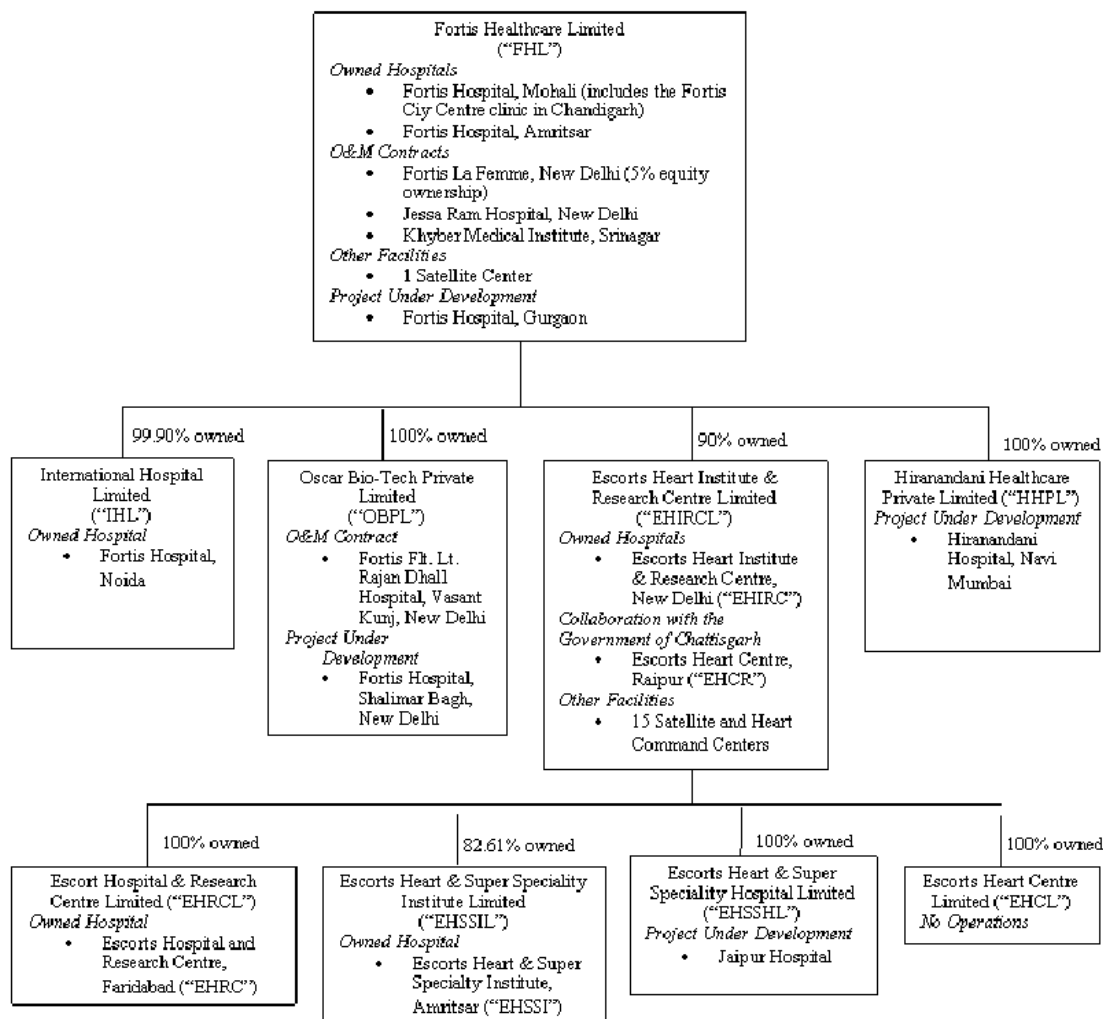 Fortis Healthcare Limited
(“FHL”)
Owned Hospitals
• Fortis Hospital, Mohali (includes the Fortis
Ciy Centre clinic in Chandigarh)
• Fortis Hospital, Amritsar
O&M Contracts
• Fortis La Femme, New Delhi (5% equity
ownership)
• Jessa Ram Hospital, New Delhi
• Khyber Medical Institute, Srinagar
Other Facilities
• 1 Satellite Center
Project Under Development
• Fortis Hospital, Gurgaon
99.90% owned
International Hospital
Limited
(“IHL”)
Owned Hospital
• Fortis Hospital,
Noida
100% owned
Oscar Bio-Tech Private
Limited
(“OBPL”)
O&M Contract
• Fortis Flt. Lt.
Rajan Dhall
Hospital, Vasant
Kunj, New Delhi
Project Under
Development
• Fortis Hospital,
Shalimar Bagh,
New Delhi
90% owned
Escorts Heart Institute &
Research Centre Limited
(“EHIRCL”)
Owned Hospitals
• Escorts Heart Institute
& Research Centre,
New Delhi (“EHIRC”)
Collaboration with the
Government of Chattisgarh
• Escorts Heart Centre,
Raipur (“EHCR”)
Other Facilities
• 15 Satellite and Heart
Command Centers
100% owned
Hiranandani Healthcare
Private Limited (“HHPL”)
Project Under Development
• Hiranandani
Hospital, Navi
Mumbai
100% owned
Escort Hospital & Research
Centre Limited (“EHRCL”)
Owned Hospital
• Escorts Hospital and
Research Centre,
Faridabad (“EHRC”)
82.61% owned
Escorts Heart & Super Speciality
Institute Limited
(“EHSSIL”)
Owned Hospital
• Escorts Heart & Super
Specialty Institute,
Amritsar (“EHSSI”)
100% owned
Escorts Heart & Super
Speciality Hospital Limited
(“EHSSHL”)
Project Under Development
• Jaipur Hospital
100% owned
Escorts Heart Centre
Limited (“EHCL”)
No Operations